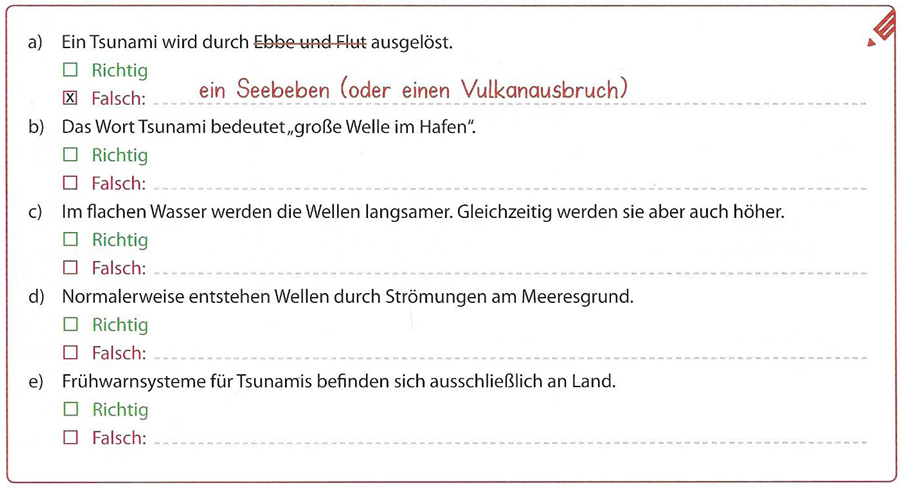 a) Ein Tsunami wird durch Ebbe und Flut ausgelöst.
Richtig
Falsch: ein Seebeben (oder einen Vulkanausbruch)
b) Das Wort Tsunami bedeutet „große Welle im Hafen“.
Richtig
Falsch:
c) Im flachen Wasser werden die Wellen langsamer. Gleichzeitig werden sie aber auch höher.
Richtig
Falsch:
d) Normalerweise entstehen Wellen durch Strömungen am Meeresgrund.
Richtig
Falsch:
e) Frühwarnsysteme für Tsunamis befinden sich ausschließlich an Land.
Richtig
Falsch: